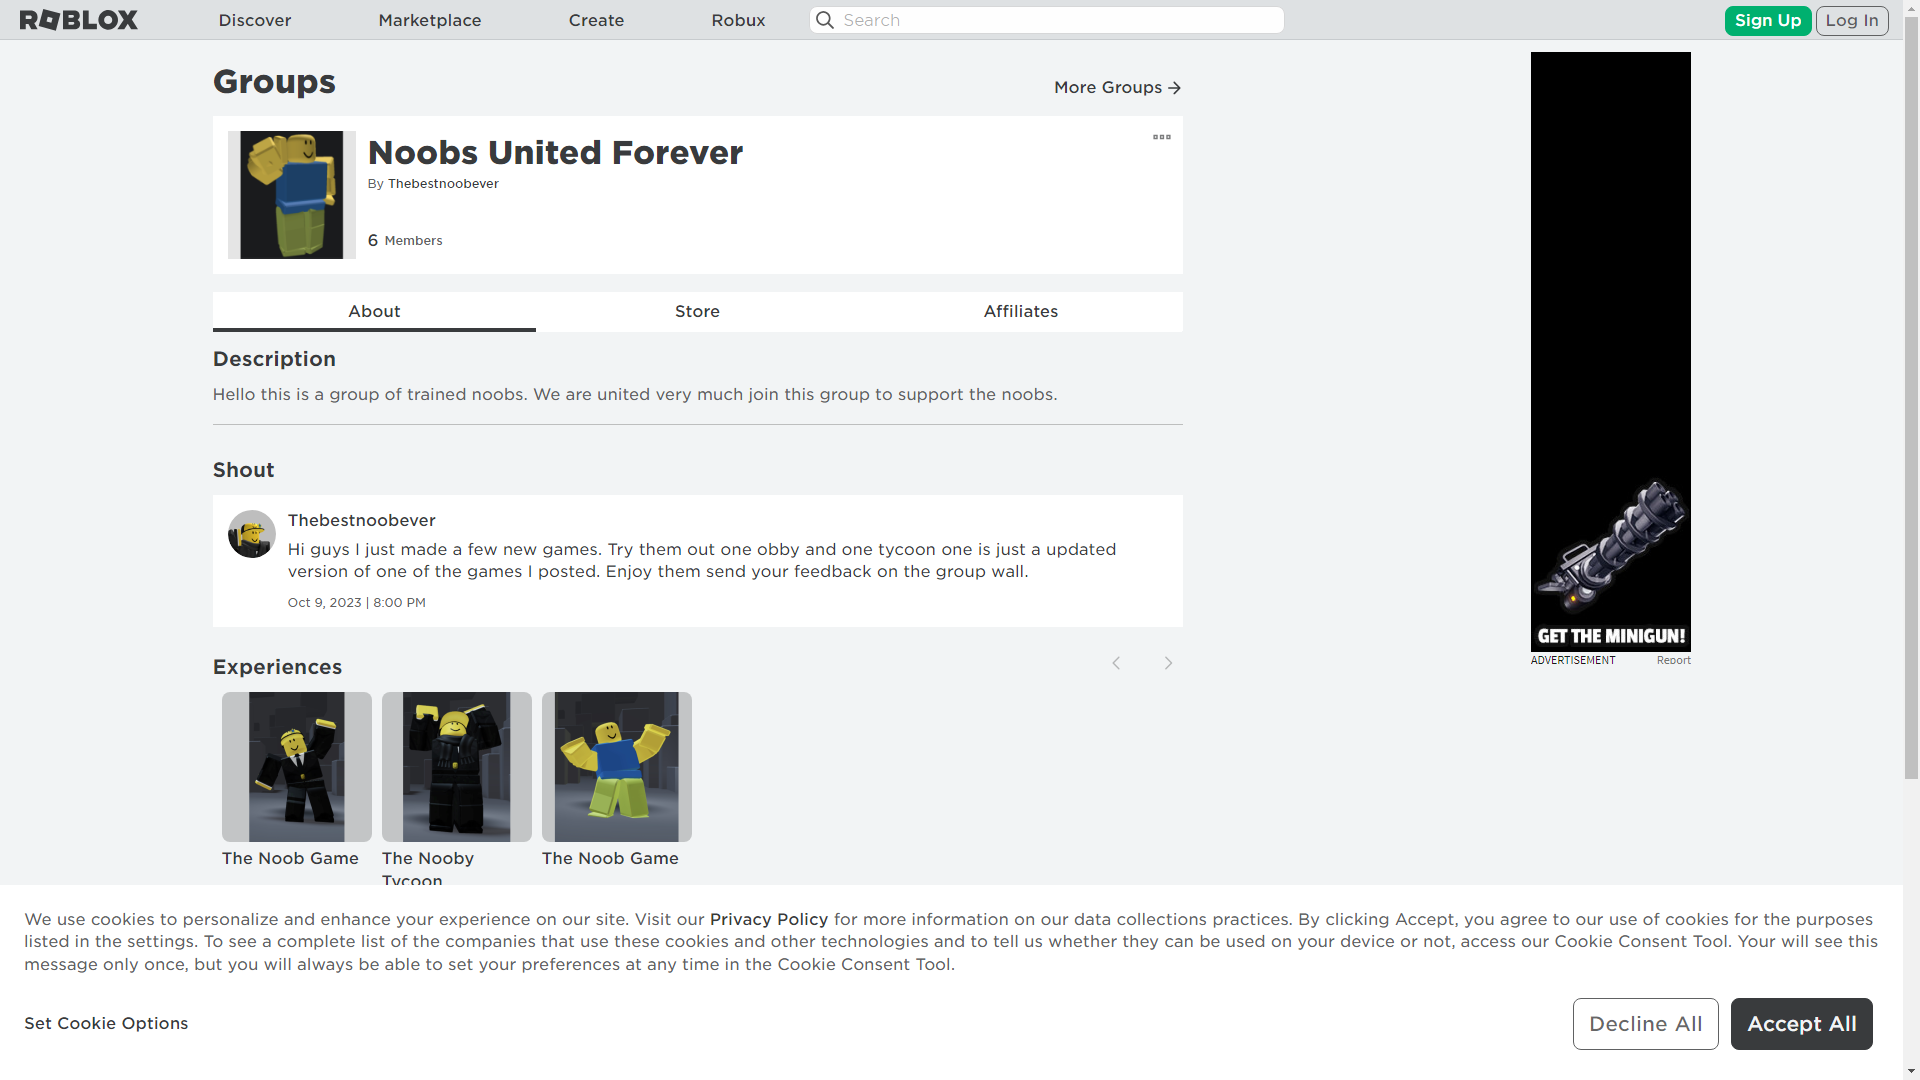 ROBLOX
Discover
Marketplace
Create
Robux
Search
Sign Up
Log In
Groups
More Groups
Noobs United Forever
By Thebestnoobever
6 Members
About
Store
Affiliates
Description
Hello this is a group of trained noobs. We are united very much join this group to support the noobs.
Shout
Thebestnoobever
Hi guys I just made a few new games. Try them out one obby and one tycoon one is just a updated
version of one of the games I posted. Enjoy them send your feedback on the group wall.
Oct 9, 2023 | 8:00 PM
GET THE MINIGUN!
ADVERTISEMENT
Report
Experiences
The Noob Game
The Nooby
Tycoon
The Noob Game
We use cookies to personalize and enhance your experience on our site. Visit our Privacy Policy for more information on our data collections practices. By clicking Accept, you agree to our use of cookies for the purposes
listed in the settings. To see a complete list of the companies that use these cookies and other technologies and to tell us whether they can be used on your device or not, access our Cookie Consent Tool. Your will see this
message only once, but you will always be able to set your preferences at any time in the Cookie Consent Tool.
Set Cookie Options
Decline All
Accept All